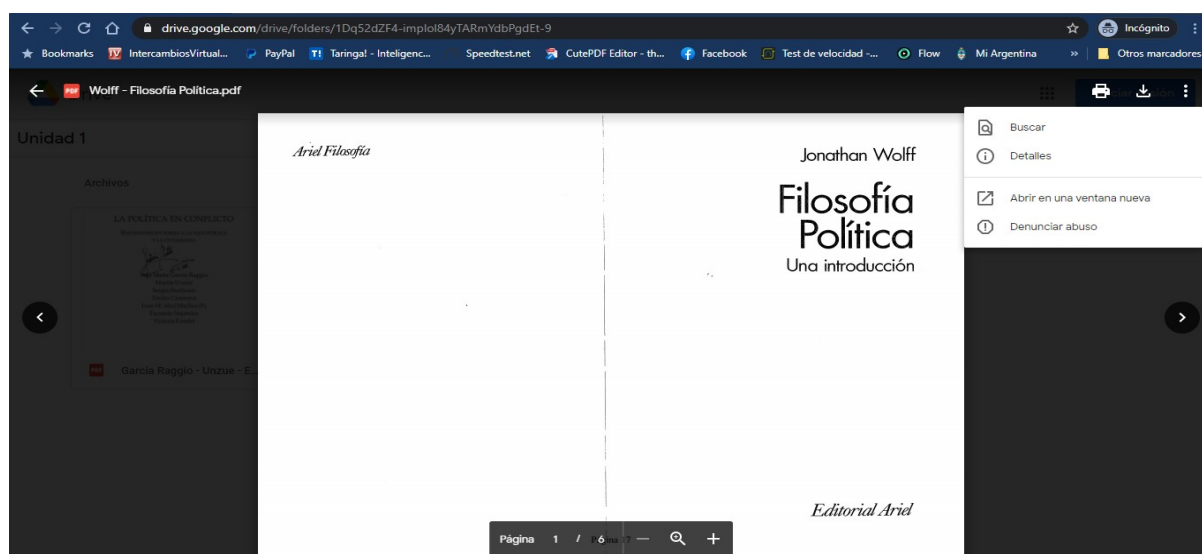 drive.google.com/drive/folders/1Dq52dZF4-implol84yTARmYdbPgdEt-9
Incógnito
Bookmarks IntercambiosVirtual... PayPal T! Taringa! - Inteligenc... Speedtest.net CutePDF Editor - th... Facebook Test de velocidad -... Flow Mi Argentina » Otros marcadores
PDF Wolff - Filosofía Política.pdf
Unidad 1
Archivos
LA POLÍTICA EN CONFLICTO
PDF García Raggio - Unzue - E...
Ariel Filosofía
Jonathan Wolff
Filosofía
Política
Una introducción
Editorial Ariel
Buscar
Detalles
Abrir en una ventana nueva
Denunciar abuso
Página 1 / 6